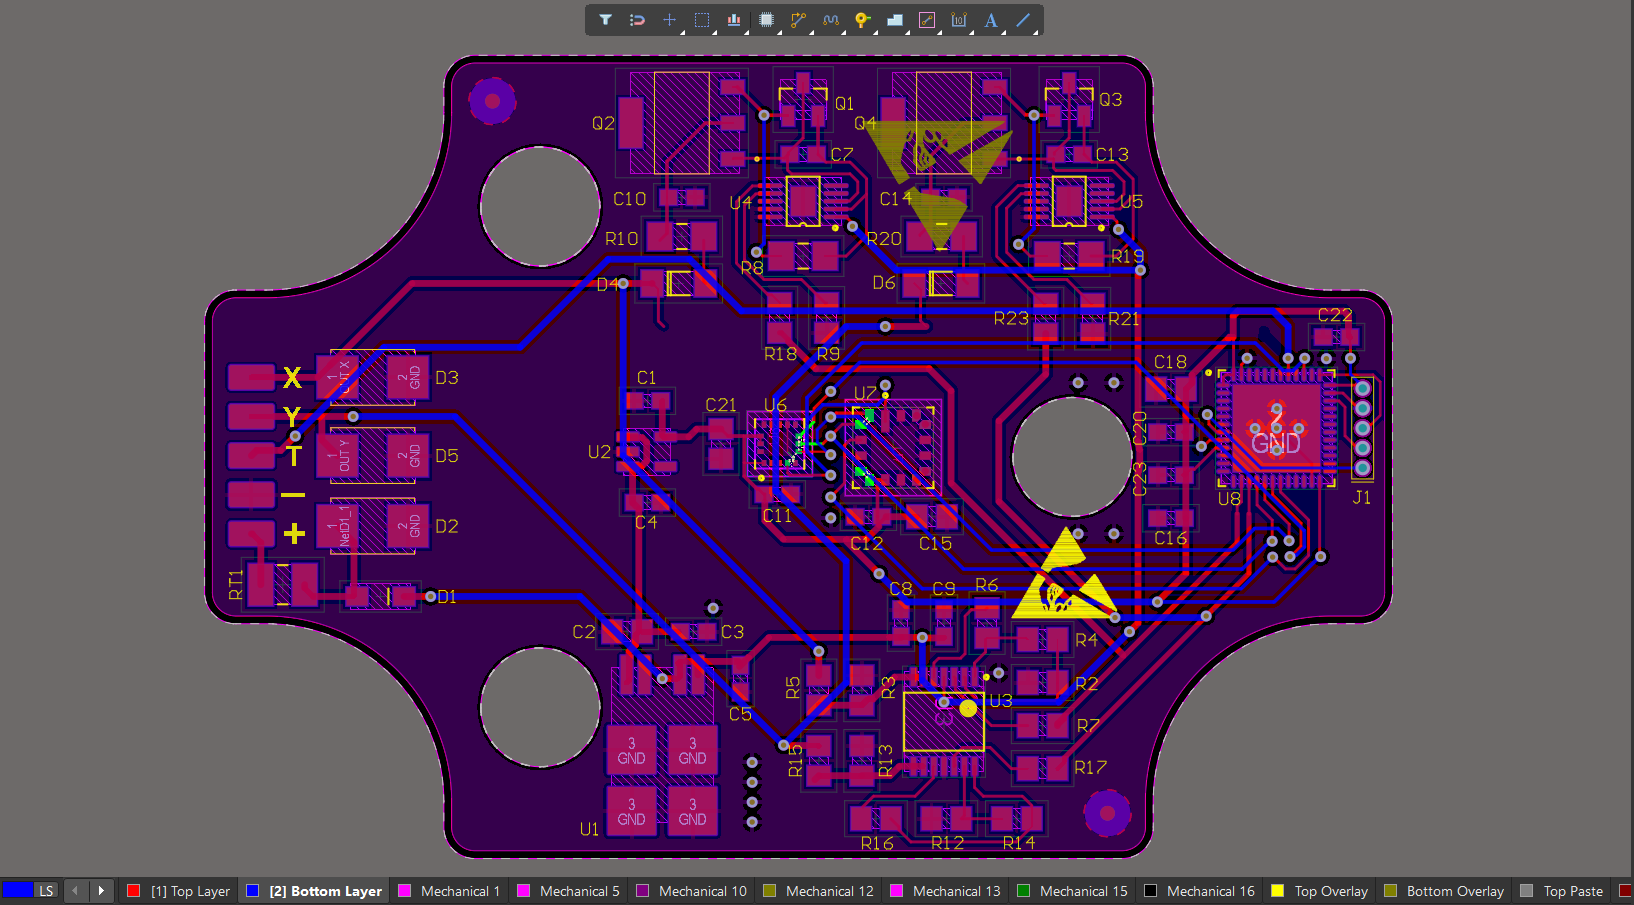 Q2
Q1
Q4
Q3
C7
C13
C10
U4
C14
U5
R10
R8
R20
R19
D4
D6
R18
R9
R23
R21
C22
C18
X
1
OUT X
2
GND
D3
C1
C21
U6
U7
Y
T
1
OUT Y
2
GND
D5
U2
C20
GND
C23
U8
J1
C4
C11
C12
C15
C16
1
2
GND
D2
RT1
D1
C2
C3
C8
C9
R6
R4
R5
R3
R2
U3
C5
R7
R15
R13
R17
3
GND
3
GND
3
GND
3
GND
U1
R16
R12
R14
LS
[1] Top Layer
[2] Bottom Layer
Mechanical 1
Mechanical 5
Mechanical 10
Mechanical 12
Mechanical 13
Mechanical 15
Mechanical 16
Top Overlay
Bottom Overlay
Top Paste